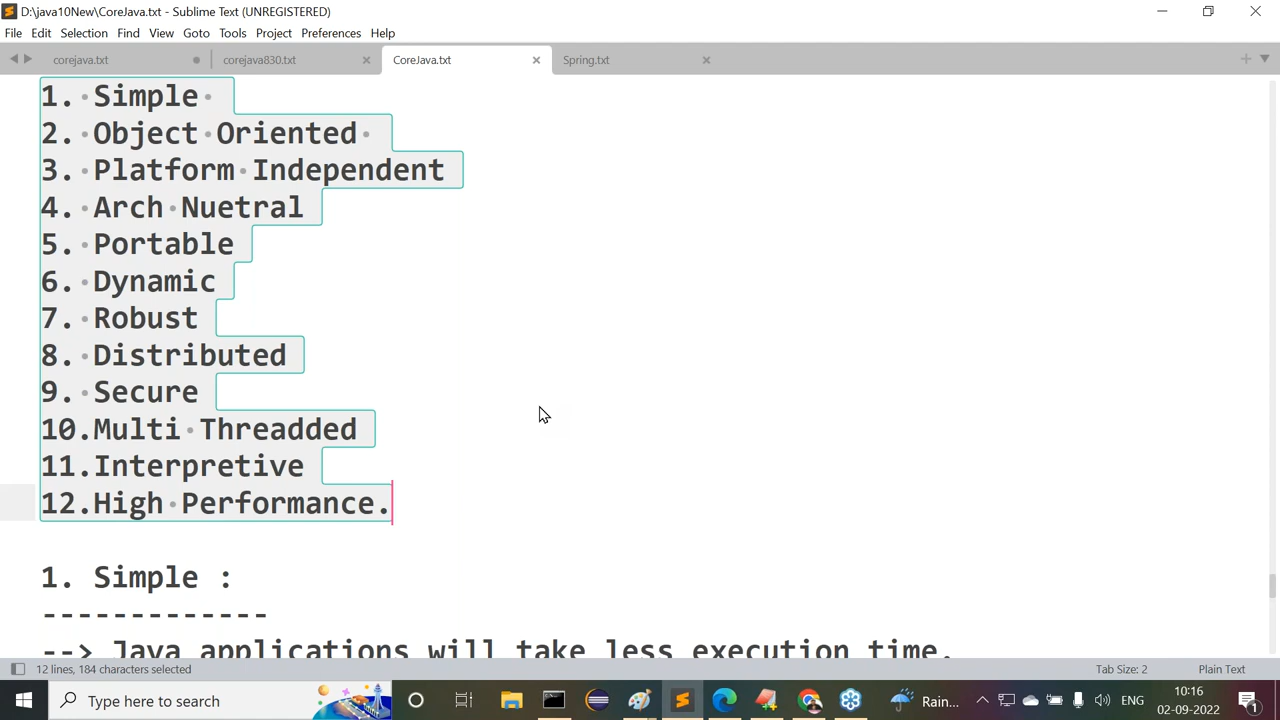 D:\java10New\CoreJava.txt - Sublime Text (UNREGISTERED)
File Edit Selection Find View Goto Tools Project Preferences Help
corejava.txt corejava830.txt CoreJava.txt Spring.txt
1. Simple
2. Object Oriented
3. Platform Independent
4. Arch Nuetral
5. Portable
6. Dynamic
7. Robust
8. Distributed
9. Secure
10.Multi Threadded
11.Interpretive
12.High Performance.
1. Simple :
-------------
--> Java applications will take less execution time.
12 lines, 184 characters selected Tab Size: 2 Plain Text
Type here to search Rain... ENG 10:16
02-09-2022 1